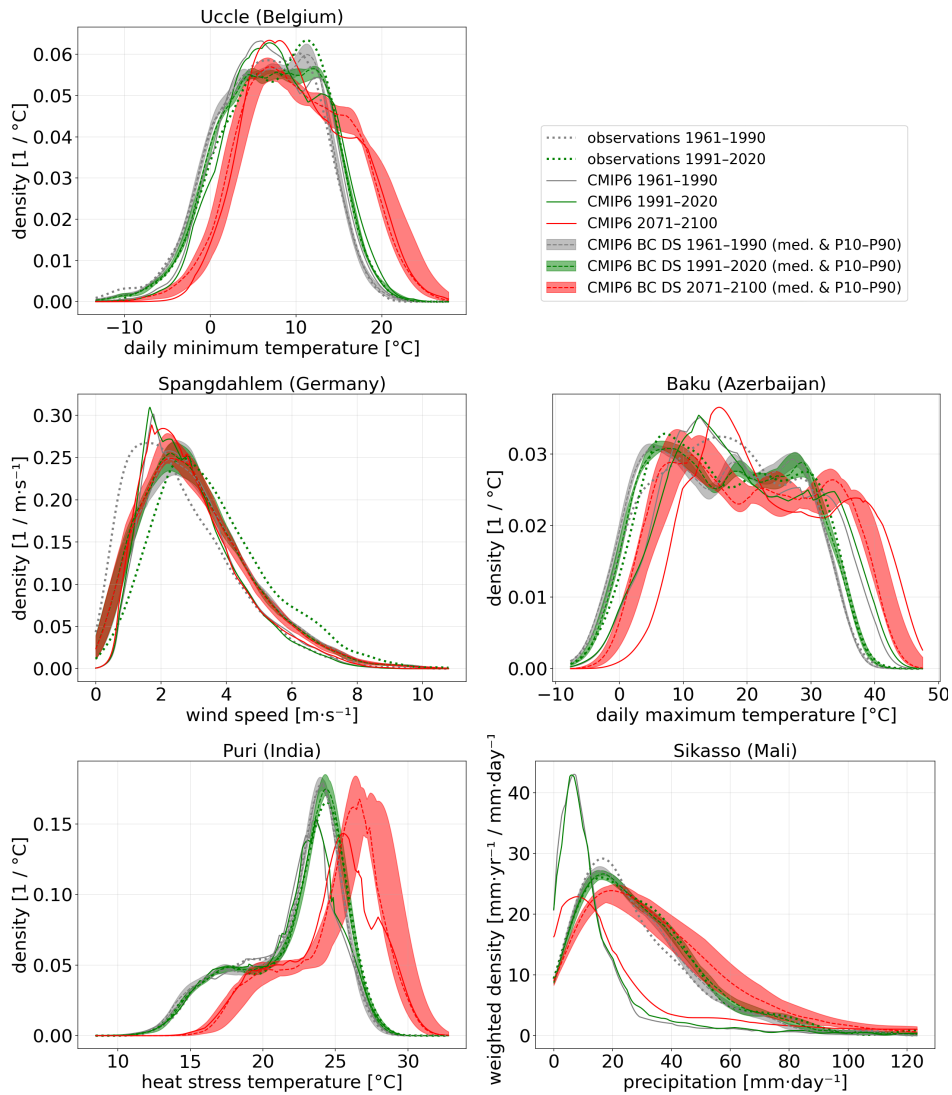 Uccle (Belgium)
density [1 / °C]
0.00
0.01
0.02
0.03
0.04
0.05
0.06
−10
0
10
20
daily minimum temperature [°C]
observations 1961–1990
observations 1991–2020
CMIP6 1961–1990
CMIP6 1991–2020
CMIP6 2071–2100
CMIP6 BC DS 1961–1990 (med. & P10–P90)
CMIP6 BC DS 1991–2020 (med. & P10–P90)
CMIP6 BC DS 2071–2100 (med. & P10–P90)
Spangdahlem (Germany)
density [1 / m·s⁻¹]
0.00
0.05
0.10
0.15
0.20
0.25
0.30
0
2
4
6
8
10
wind speed [m·s⁻¹]
Baku (Azerbaijan)
density [1 / °C]
0.00
0.01
0.02
0.03
−10
0
10
20
30
40
50
daily maximum temperature [°C]
Puri (India)
density [1 / °C]
0.00
0.05
0.10
0.15
10
15
20
25
30
heat stress temperature [°C]
Sikasso (Mali)
weighted density [mm·yr⁻¹ / mm·day⁻¹
0
10
20
30
40
0
20
40
60
80
100
120
precipitation [mm·day⁻¹]